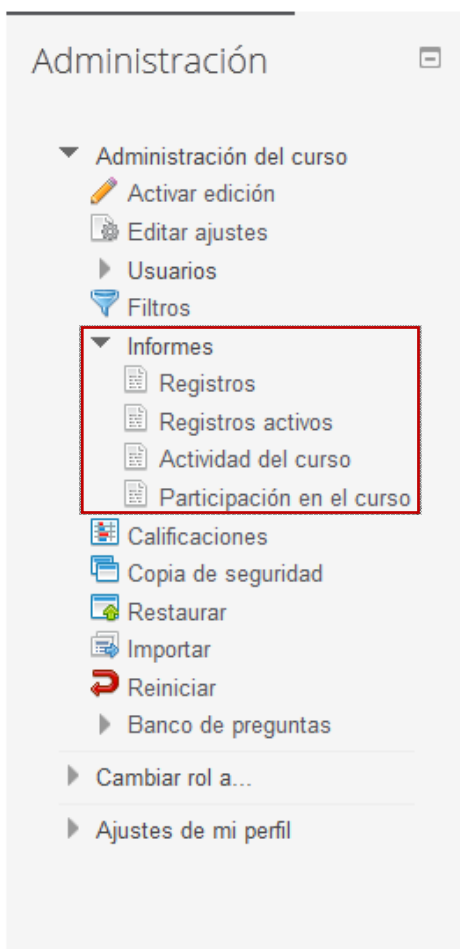 Administración
Administración del curso
Activar edición
Editar ajustes
Usuarios
Filtros
Informes
Registros
Registros activos
Actividad del curso
Participación en el curso
Calificaciones
Copia de seguridad
Restaurar
Importar
Reiniciar
Banco de preguntas
Cambiar rol a...
Ajustes de mi perfil